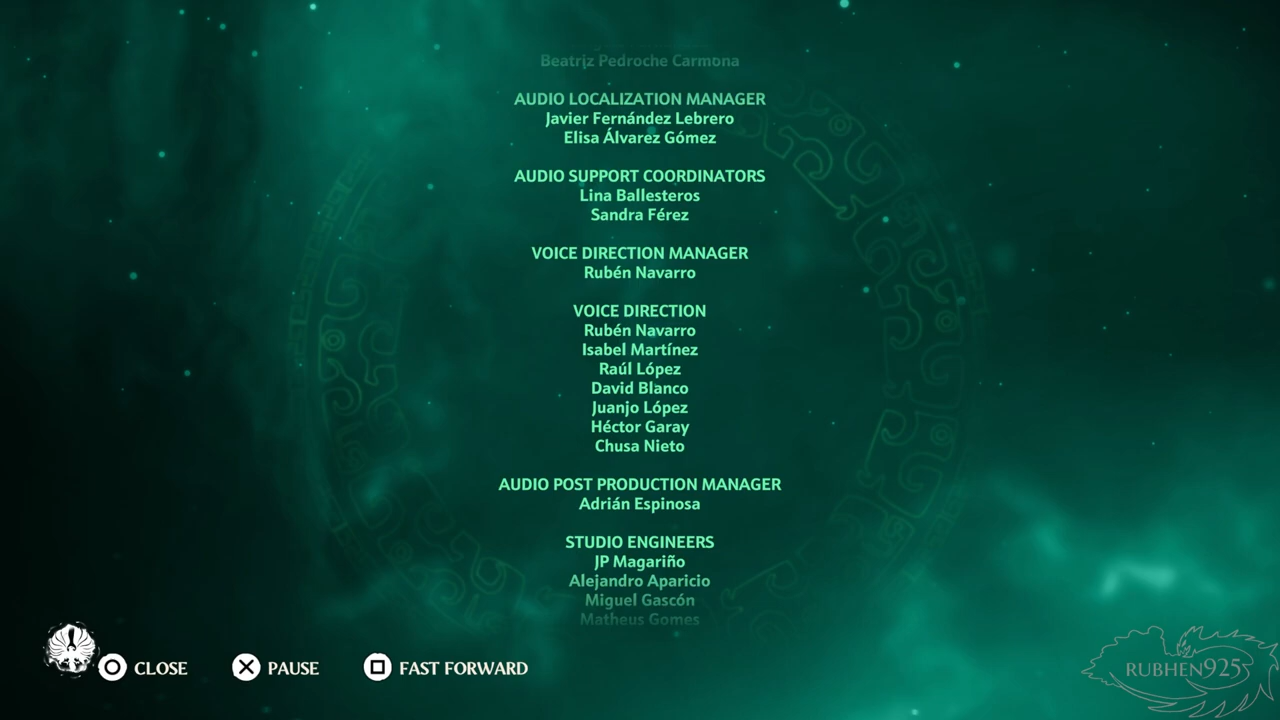 Beatriz Pedroche Carmona
AUDIO LOCALIZATION MANAGER
Javier Fernández Lebrero
Elisa Álvarez Gómez
AUDIO SUPPORT COORDINATORS
Lina Ballesteros
Sandra Férez
VOICE DIRECTION MANAGER
Rubén Navarro
VOICE DIRECTION
Rubén Navarro
Isabel Martínez
Raúl López
David Blanco
Juanjo López
Héctor Garay
Chusa Nieto
AUDIO POST PRODUCTION MANAGER
Adrián Espinosa
STUDIO ENGINEERS
JP Magariño
Alejandro Aparicio
Miguel Gascón
Matheus Gomes
CLOSE PAUSE FAST FORWARD
RUBHEN925